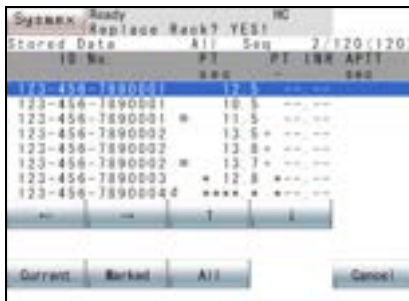 Sysmex Ready HC
Replace Rack? YES!
Stored Data All Seq 2/120(120)
ID No. PT PT INR APTT
sec - sec
123-456-7890001 12.5 --.--
123-456-7890001 10.5 --.--
123-456-7890001 = 11.5 --.--
123-456-7890002 13.5+ --.--
123-456-7890002 13.8+ --.--
123-456-7890002 = 13.7+ --.--
123-456-7890003 * 12.8 *--.--
123-456-7890004 ****.* *--.--
← → ↑ ↓
Current Marked All Cancel